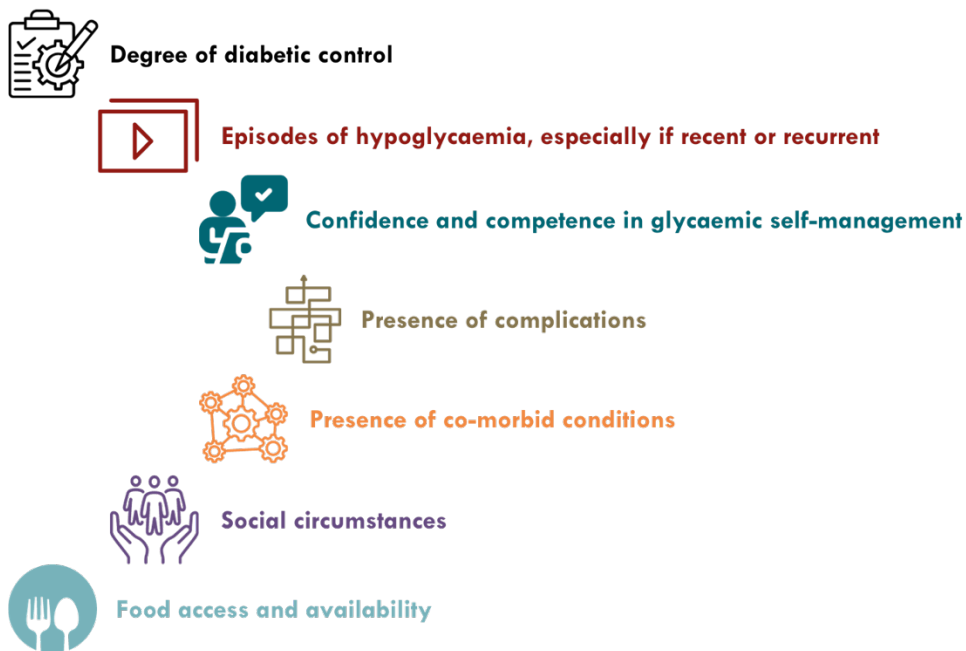 Degree of diabetic control
Episodes of hypoglycaemia, especially if recent or recurrent
Confidence and competence in glycaemic self-management
Presence of complications
Presence of co-morbid conditions
Social circumstances
Food access and availability